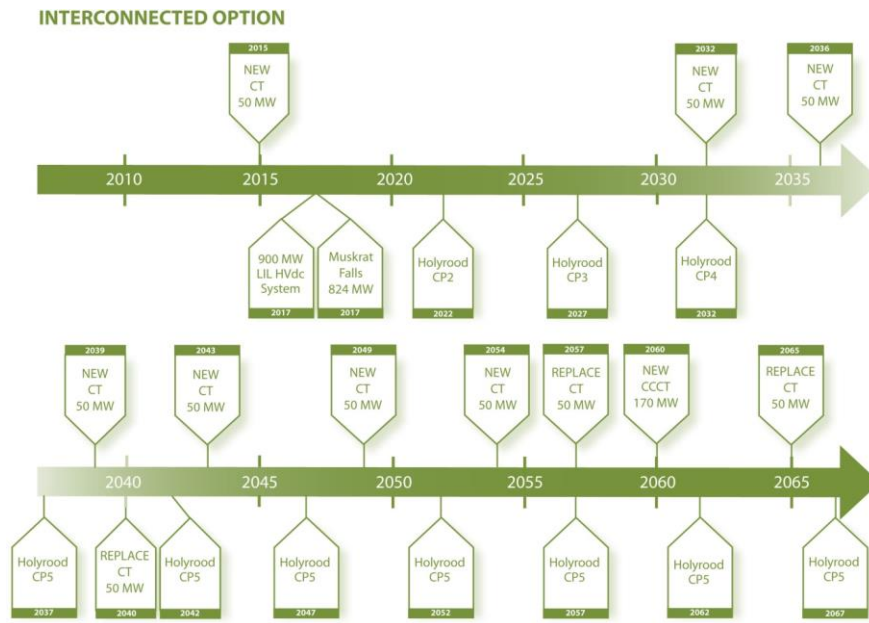 INTERCONNECTED OPTION
2015
NEW
CT
50 MW
2032
NEW
CT
50 MW
2036
NEW
CT
50 MW
2010
2015
2020
2025
2030
2035
900 MW
LIL HVdc
System
2017
Muskrat
Falls
824 MW
2017
Holyrood
CP2
2022
Holyrood
CP3
2027
Holyrood
CP4
2032
2039
NEW
CT
50 MW
2043
NEW
CT
50 MW
2049
NEW
CT
50 MW
2054
NEW
CT
50 MW
2057
REPLACE
CT
50 MW
2060
NEW
CCCT
170 MW
2065
REPLACE
CT
50 MW
2040
2045
2050
2055
2060
2065
Holyrood
CP5
2037
REPLACE
CT
50 MW
2040
Holyrood
CP5
2042
Holyrood
CP5
2047
Holyrood
CP5
2052
Holyrood
CP5
2057
Holyrood
CP5
2062
Holyrood
CP5
2067